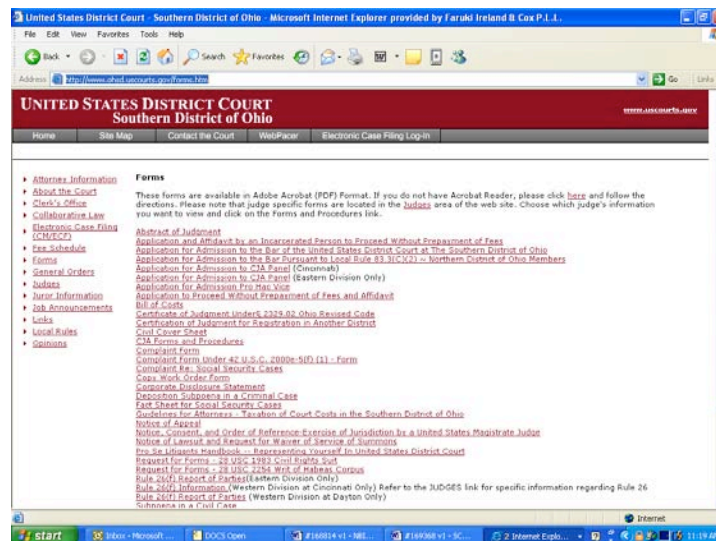 United States District Court - Southern District of Ohio - Microsoft Internet Explorer provided by Faruki Ireland & Cox P.L.L.
File Edit View Favorites Tools Help
Back Search Favorites
Address http://www.ohsd.uscourts.gov/forms.htm Go Links
UNITED STATES DISTRICT COURT
Southern District of Ohio
www.uscourts.gov
Home Site Map Contact the Court WebPacer Electronic Case Filing Log-in
Attorney Information
About the Court
Clerk's Office
Collaborative Law
Electronic Case Filing
(CM/ECF)
Fee Schedule
Forms
General Orders
Judges
Juror Information
Job Announcements
Links
Local Rules
Opinions
Forms
These forms are available in Adobe Acrobat (PDF) Format. If you do not have Acrobat Reader, please click here and follow the
directions. Please note that judge specific forms are located in the Judges area of the web site. Choose which judge's information
you want to view and click on the Forms and Procedures link.
Abstract of Judgment
Application and Affidavit by an Incarcerated Person to Proceed Without Prepayment of Fees
Application for Admission to the Bar of the United States District Court at The Southern District of Ohio
Application for Admission to the Bar Pursuant to Local Rule 83.3(C)(2) ~ Northern District of Ohio Members
Application for Admission to CJA Panel (Cincinnati)
Application for Admission to CJA Panel (Eastern Division Only)
Application for Admission Pro Hac Vice
Application to Proceed Without Prepayment of Fees and Affidavit
Bill of Costs
Certificate of Judgment Under§ 2329.02 Ohio Revised Code
Certification of Judgment for Registration in Another District
Civil Cover Sheet
CJA Forms and Procedures
Complaint Form
Complaint Form Under 42 U.S.C. 2000e-5(f) (1) - Form
Complaint Re: Social Security Cases
Copy Work Order Form
Corporate Disclosure Statement
Deposition Subpoena in a Criminal Case
Fact Sheet for Social Security Cases
Guidelines for Attorneys - Taxation of Court Costs in the Southern District of Ohio
Notice of Appeal
Notice, Consent, and Order of Reference-Exercise of Jurisdiction by a United States Magistrate Judge
Notice of Lawsuit and Request for Waiver of Service of Summons
Pro Se Litigants Handbook -- Representing Yourself In United States District Court
Request for Forms - 28 USC 1983 Civil Rights Suit
Request for Forms - 28 USC 2254 Writ of Habeas Corpus
Rule 26(f) Report of Parties(Eastern Division Only)
Rule 26(f) Information (Western Division at Cincinnati Only) Refer to the JUDGES link for specific information regarding Rule 26
Rule 26(f) Report of Parties (Western Division at Dayton Only)
Subpoena in a Civil Case
Internet
start Inbox - Microsoft ... DOCS Open #160814 v1 - NBI... #169368 v1 - SC... 2 Internet Explo... 11:19 AM